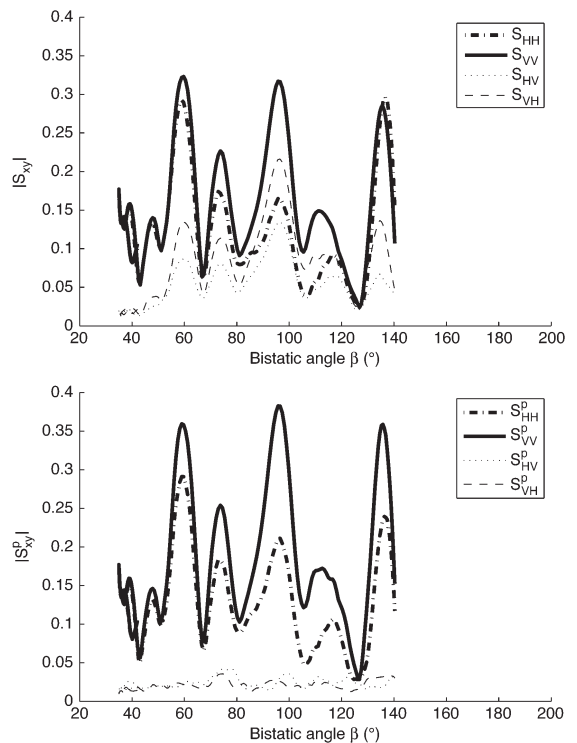 0.4
0.35
0.3
0.25
0.2
0.15
0.1
0.05
0
|S_xy|
S_HH
S_VV
S_HV
S_VH
20 40 60 80 100 120 140 160 180 200
Bistatic angle β (°)
0.4
0.35
0.3
0.25
0.2
0.15
0.1
0.05
0
|S^p_xy|
S^p_HH
S^p_VV
S^p_HV
S^p_VH
20 40 60 80 100 120 140 160 180 200
Bistatic angle β (°)